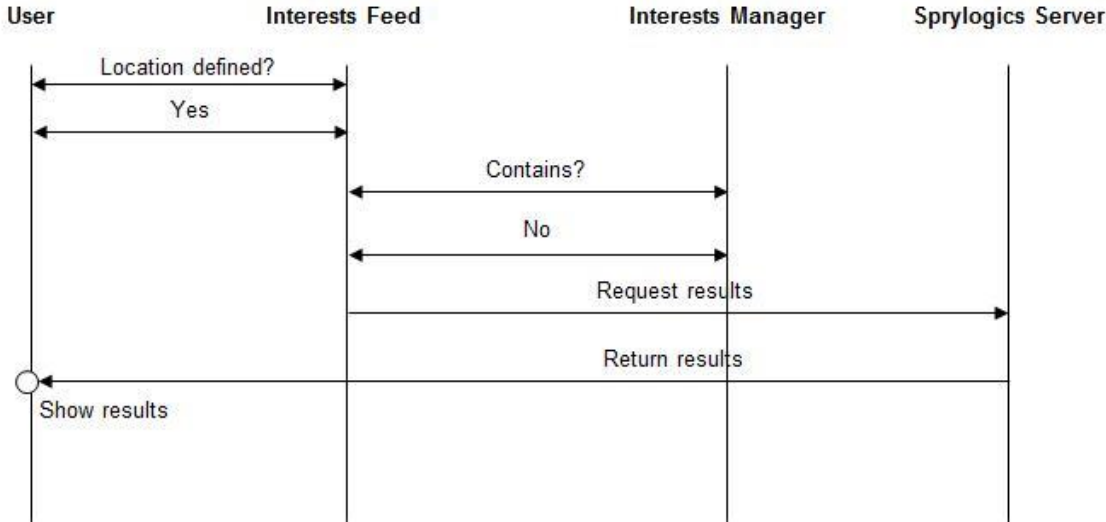 User Interests Feed Interests Manager Sprylogics Server
Location defined?
Yes
Contains?
No
Request results
Return results
Show results